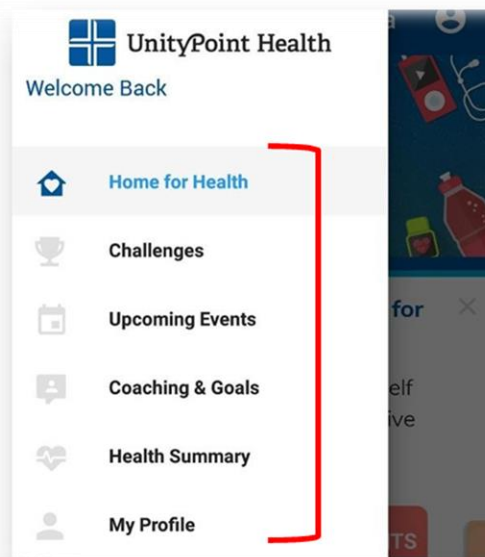 UnityPoint Health
Welcome Back
Home for Health
Challenges
Upcoming Events
Coaching & Goals
Health Summary
My Profile
for
elf
ive
TS